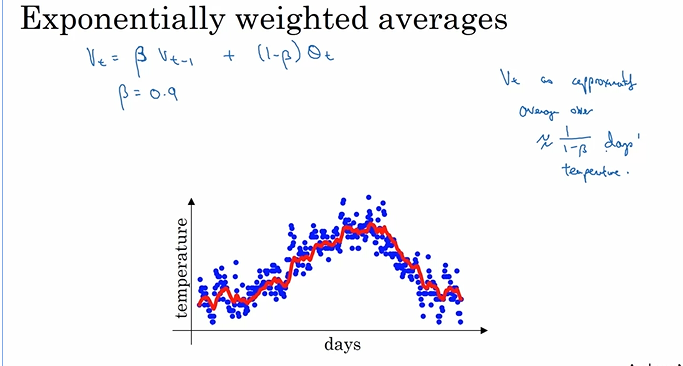 Exponentially weighted averages
Vₜ = β Vₜ₋₁ + (1-β) θₜ
β = 0.9
Vₜ as approximately
average over
≈ 1/(1-β) days'
temperature.
temperature
days